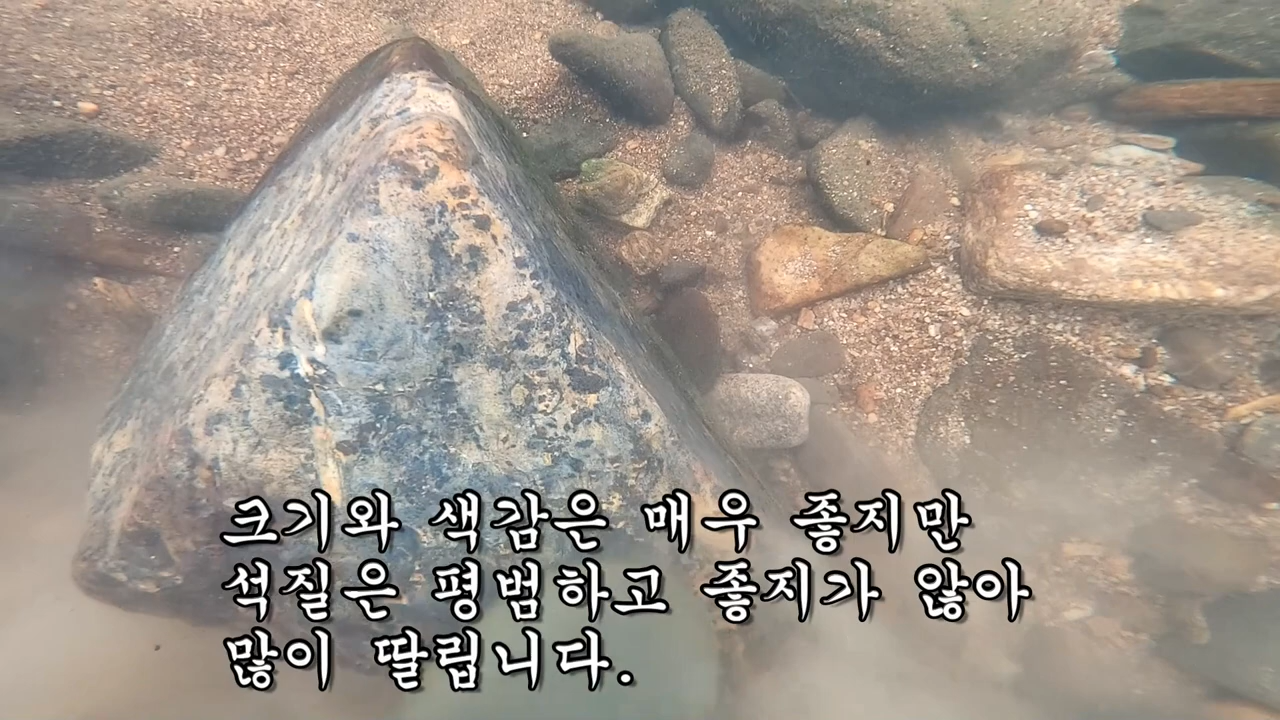 크기와 색감은 매우 좋지만
석질은 평범하고 좋지가 않아
많이 딸립니다.